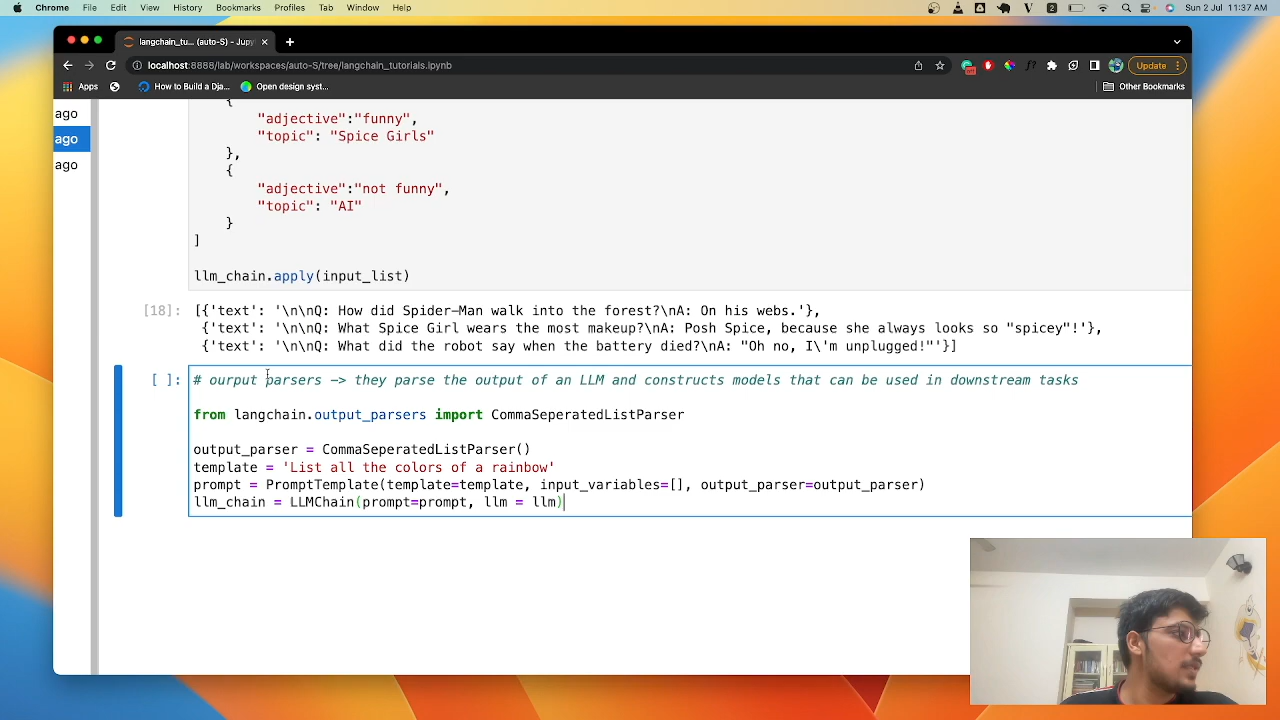 Chrome File Edit View History Bookmarks Profiles Tab Window Help
2 Sun 2 Jul 11:37 AM
langchain_tu... (auto-S) - Jupy
localhost:8888/lab/workspaces/auto-S/tree/langchain_tutorials.ipynb
off f? Update
Apps How to Build a Dja... Open design syst... Other Bookmarks
ago
ago
ago
{
"adjective":"funny",
"topic": "Spice Girls"
},
{
"adjective":"not funny",
"topic": "AI"
}
]
llm_chain.apply(input_list)
[18]: [{'text': '\n\nQ: How did Spider-Man walk into the forest?\nA: On his webs.'},
{'text': '\n\nQ: What Spice Girl wears the most makeup?\nA: Posh Spice, because she always looks so "spicey"!'},
{'text': '\n\nQ: What did the robot say when the battery died?\nA: "Oh no, I\'m unplugged!"'}]
[ ]: # ourput parsers -> they parse the output of an LLM and constructs models that can be used in downstream tasks
from langchain.output_parsers import CommaSeperatedListParser
output_parser = CommaSeperatedListParser()
template = 'List all the colors of a rainbow'
prompt = PromptTemplate(template=template, input_variables=[], output_parser=output_parser)
llm_chain = LLMChain(prompt=prompt, llm = llm)